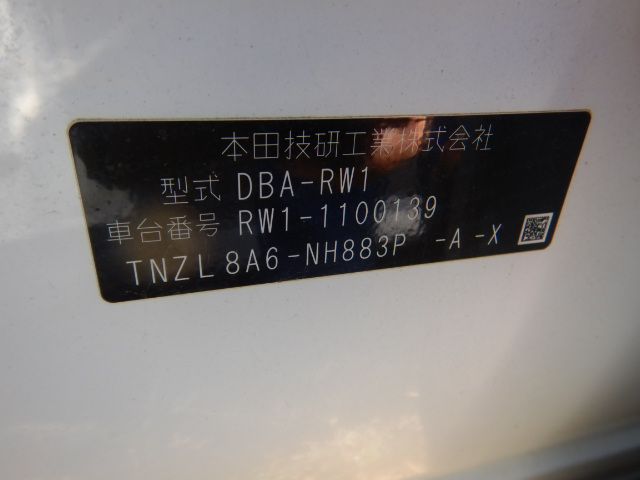 本田技研工業株式会社
型式 DBA-RW1
車台番号 RW1-1100139
TNZL 8A6-NH883P -A -X